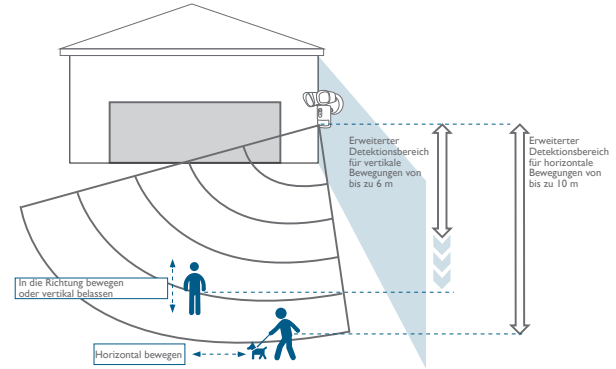 Erweiterter
Detektionsbereich
für vertikale
Bewegungen von
bis zu 6 m
Erweiterter
Detektionsbereich
für horizontale
Bewegungen von
bis zu 10 m
In die Richtung bewegen
oder vertikal belassen
Horizontal bewegen